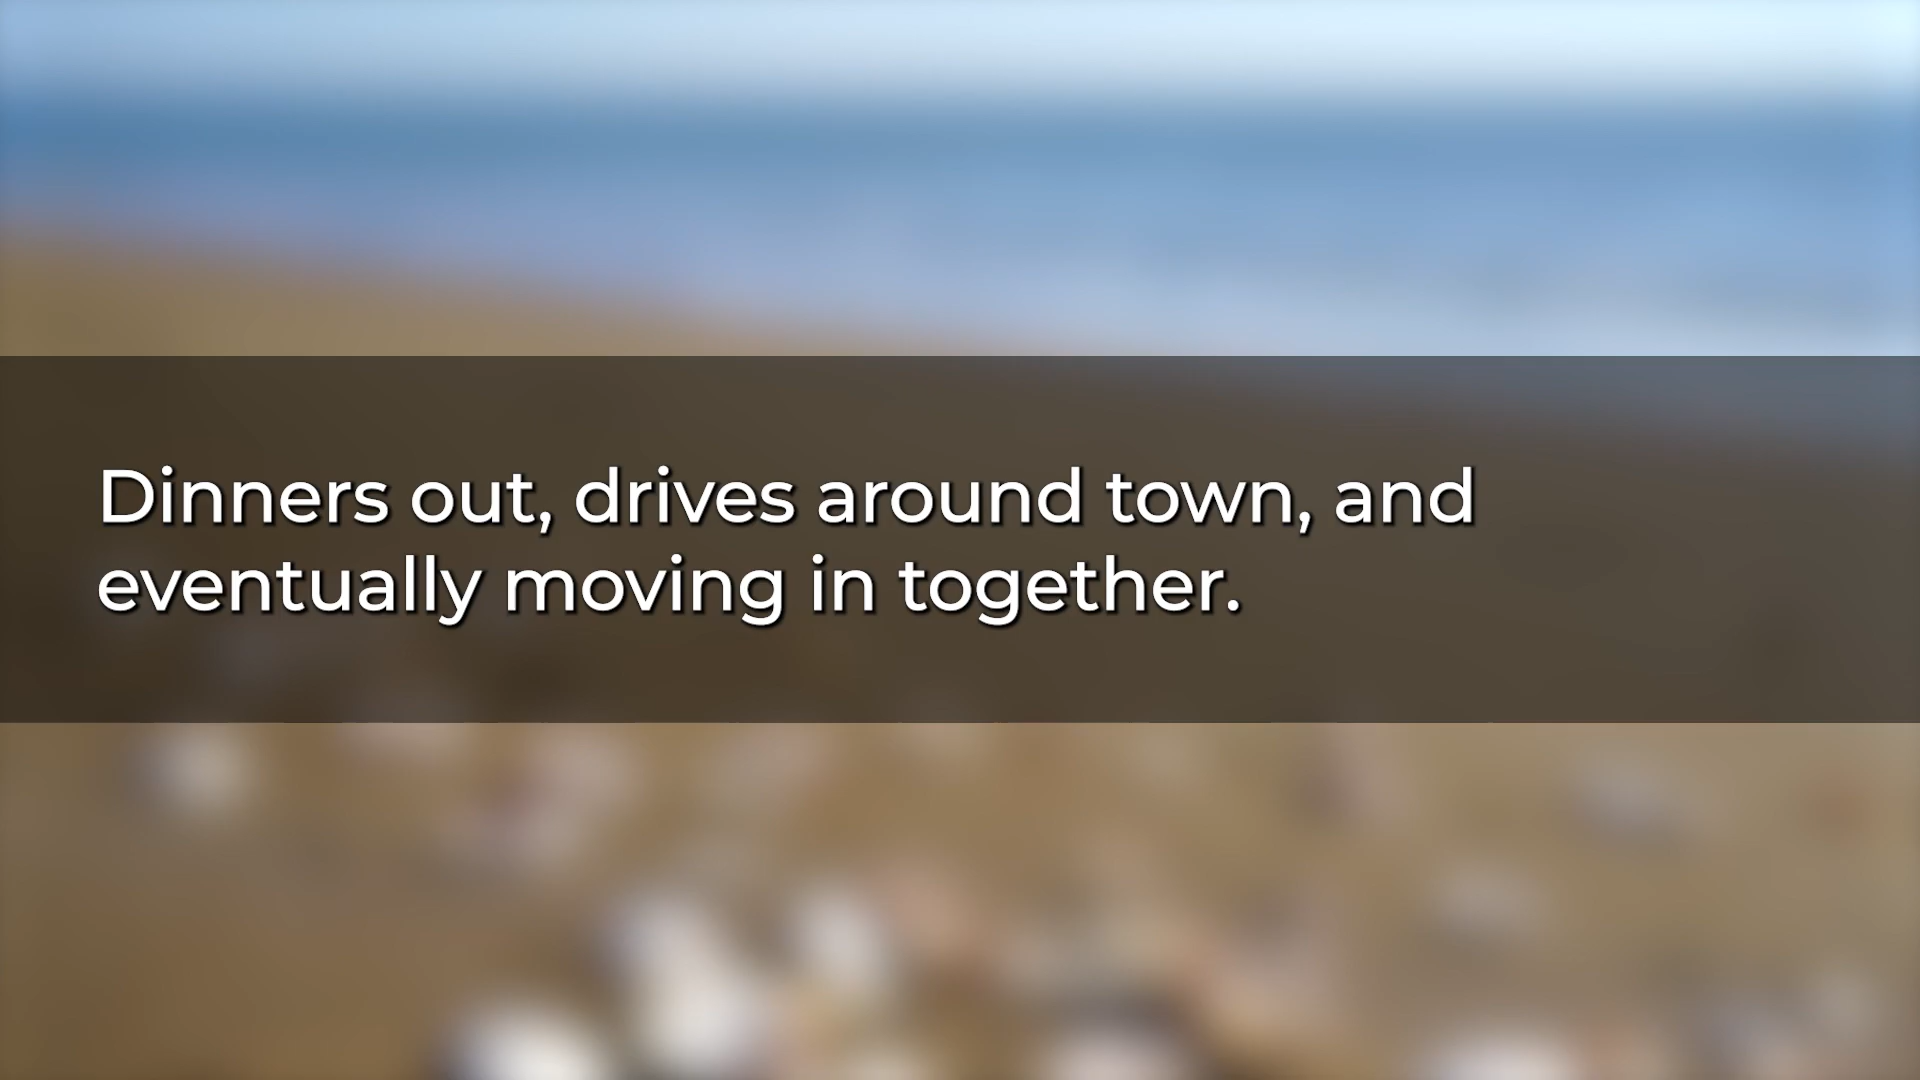 Dinners out, drives around town, and
eventually moving in together.